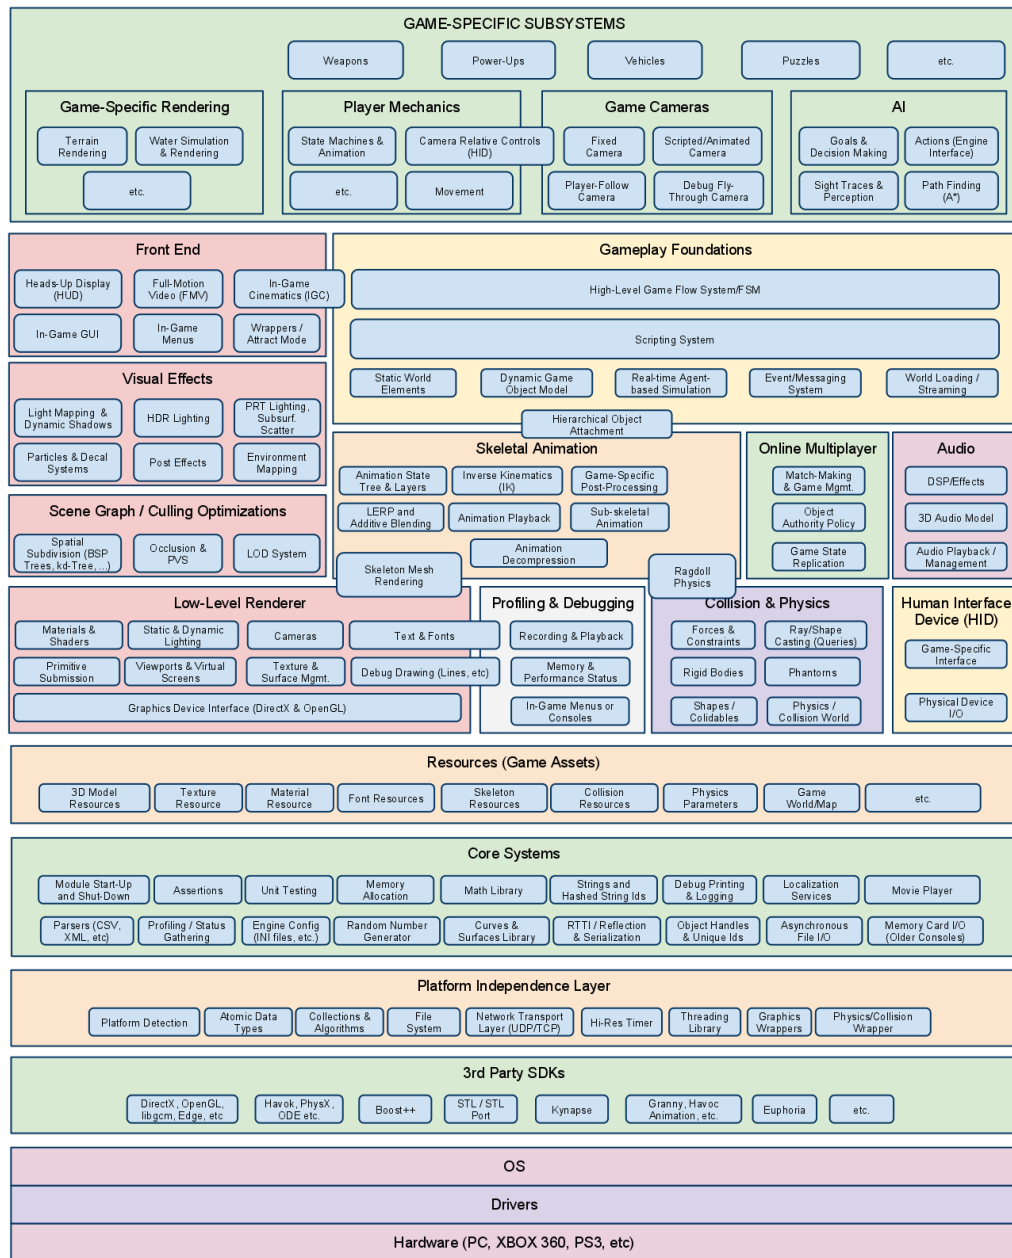 GAME-SPECIFIC SUBSYSTEMS
Weapons
Power-Ups
Vehicles
Puzzles
etc.
Game-Specific Rendering
Terrain
Rendering
Water Simulation
& Rendering
etc.
Player Mechanics
State Machines &
Animation
Camera Relative Controls
(HID)
etc.
Movement
Game Cameras
Fixed
Camera
Scripted/Animated
Camera
Player-Follow
Camera
Debug Fly-
Through Camera
AI
Goals &
Decision Making
Actions (Engine
Interface)
Sight Traces &
Perception
Path Finding
(A*)
Front End
Heads-Up Display
(HUD)
Full-Motion
Video (FMV)
In-Game
Cinematics (IGC)
In-Game GUI
In-Game
Menus
Wrappers /
Attract Mode
Gameplay Foundations
High-Level Game Flow System/FSM
Scripting System
Static World
Elements
Dynamic Game
Object Model
Real-time Agent-
based Simulation
Event/Messaging
System
World Loading /
Streaming
Hierarchical Object
Attachment
Visual Effects
Light Mapping &
Dynamic Shadows
HDR Lighting
PRT Lighting,
Subsurf.
Scatter
Particles & Decal
Systems
Post Effects
Environment
Mapping
Skeletal Animation
Animation State
Tree & Layers
Inverse Kinematics
(IK)
Game-Specific
Post-Processing
LERP and
Additive Blending
Animation Playback
Sub-skeletal
Animation
Animation
Decompression
Online Multiplayer
Match-Making
& Game Mgmt.
Object
Authority Policy
Game State
Replication
Audio
DSP/Effects
3D Audio Model
Audio Playback /
Management
Scene Graph / Culling Optimizations
Spatial
Subdivision (BSP
Trees, kd-Tree, ...)
Occlusion &
PVS
LOD System
Skeleton Mesh
Rendering
Ragdoll
Physics
Low-Level Renderer
Materials &
Shaders
Static & Dynamic
Lighting
Cameras
Text & Fonts
Primitive
Submission
Viewports & Virtual
Screens
Texture &
Surface Mgmt.
Debug Drawing (Lines, etc)
Graphics Device Interface (DirectX & OpenGL)
Profiling & Debugging
Recording & Playback
Memory &
Performance Status
In-Game Menus or
Consoles
Collision & Physics
Forces &
Constraints
Ray/Shape
Casting (Queries)
Rigid Bodies
Phantoms
Shapes /
Colidables
Physics /
Collision World
Human Interface
Device (HID)
Game-Specific
Interface
Physical Device
I/O
Resources (Game Assets)
3D Model
Resources
Texture
Resource
Material
Resource
Font Resources
Skeleton
Resources
Collision
Resources
Physics
Parameters
Game
World/Map
etc.
Core Systems
Module Start-Up
and Shut-Down
Assertions
Unit Testing
Memory
Allocation
Math Library
Strings and
Hashed String Ids
Debug Printing
& Logging
Localization
Services
Movie Player
Parsers (CSV,
XML, etc)
Profiling / Status
Gathering
Engine Config
(INI files, etc.)
Random Number
Generator
Curves &
Surfaces Library
RTTI / Reflection
& Serialization
Object Handles
& Unique Ids
Asynchronous
File I/O
Memory Card I/O
(Older Consoles)
Platform Independence Layer
Platform Detection
Atomic Data
Types
Collections &
Algorithms
File
System
Network Transport
Layer (UDP/TCP)
Hi-Res Timer
Threading
Library
Graphics
Wrappers
Physics/Collision
Wrapper
3rd Party SDKs
DirectX, OpenGL,
libgcm, Edge, etc
Havok, PhysX,
ODE etc.
Boost++
STL / STL
Port
Kynapse
Granny, Havoc
Animation, etc.
Euphoria
etc.
OS
Drivers
Hardware (PC, XBOX 360, PS3, etc)